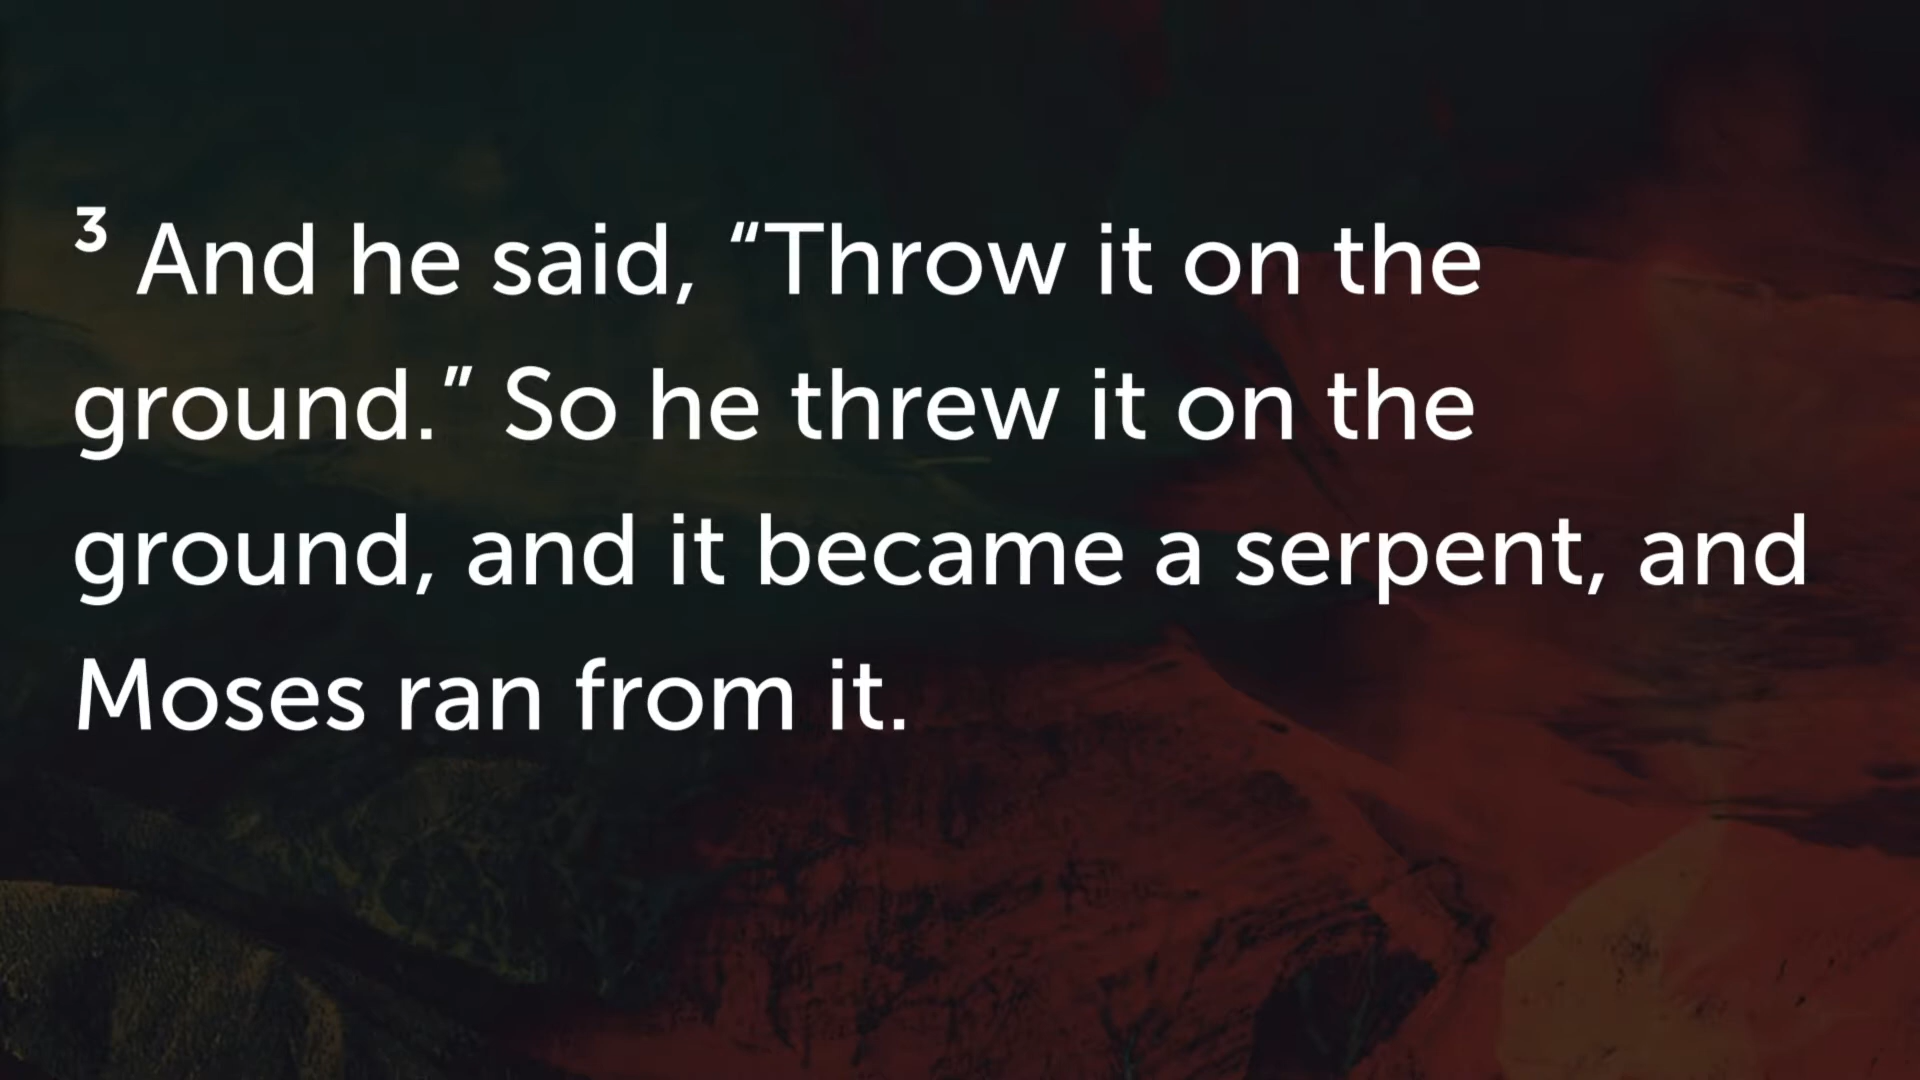 3 And he said, “Throw it on the
ground.” So he threw it on the
ground, and it became a serpent, and
Moses ran from it.